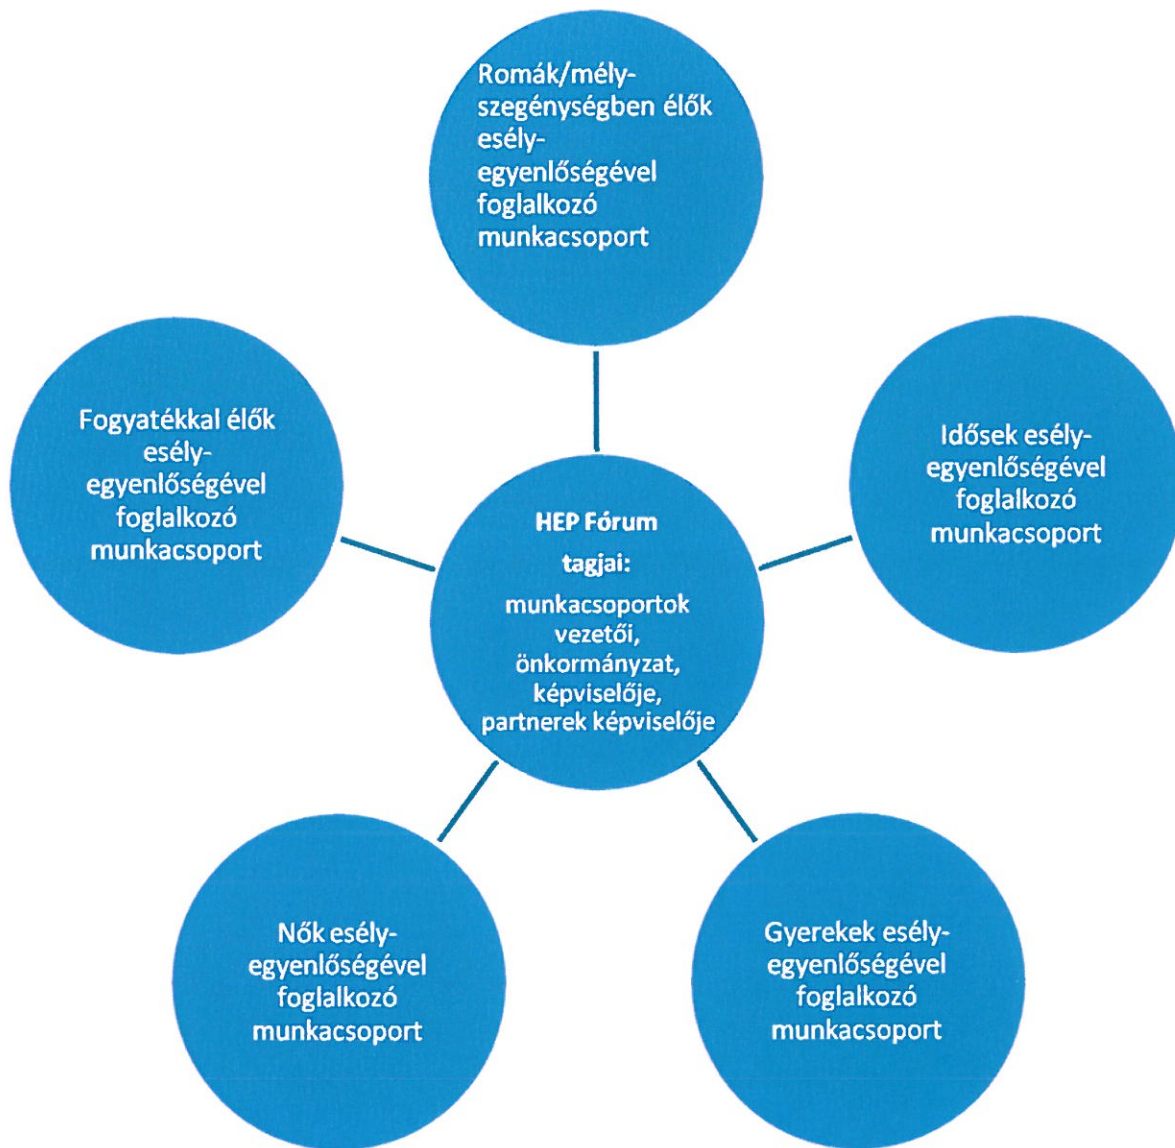 Romák/mély-
szegénységben élők
esély-
egyenlőségével
foglalkozó
munkacsoport
Fogyatékkal élők
esély-
egyenlőségével
foglalkozó
munkacsoport
Idősek esély-
egyenlőségével
foglalkozó
munkacsoport
HEP Fórum
tagjai:
munkacsoportok
vezetői,
önkormányzat,
képviselője,
partnerek képviselője
Nők esély-
egyenlőségével
foglalkozó
munkacsoport
Gyerekek esély-
egyenlőségével
foglalkozó
munkacsoport